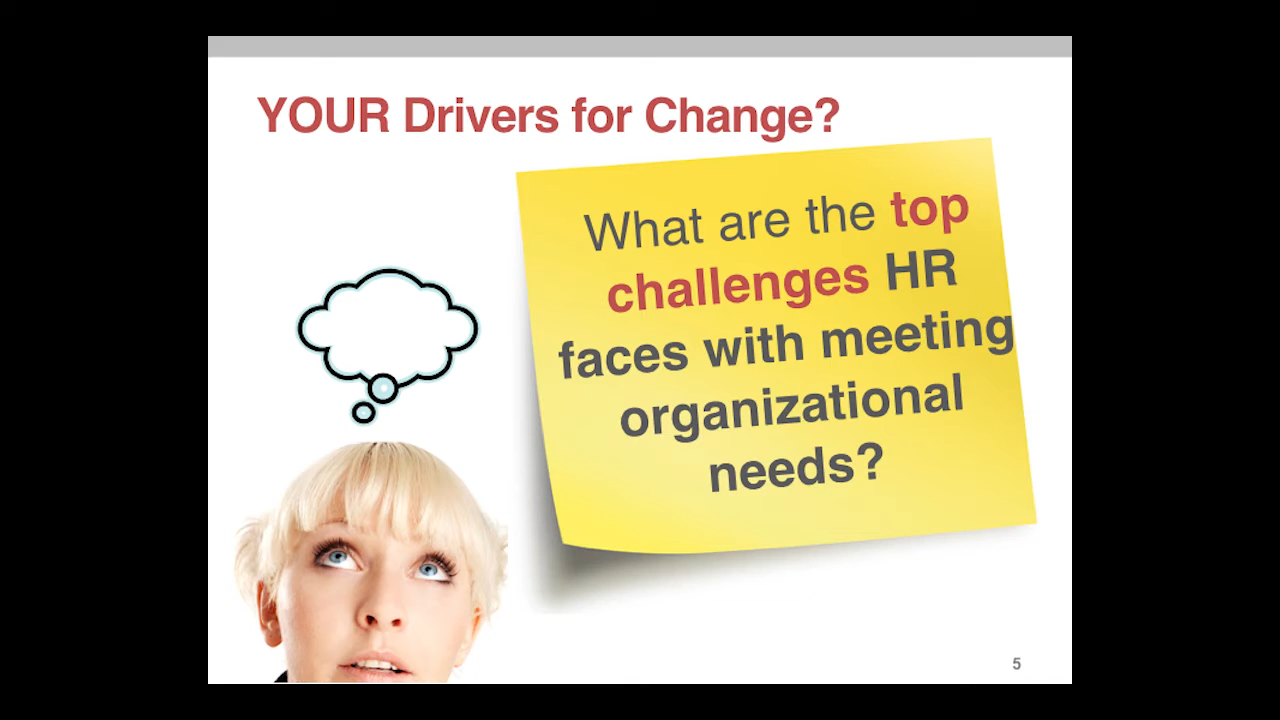 YOUR Drivers for Change?
What are the top
challenges HR
faces with meeting
organizational
needs?
5